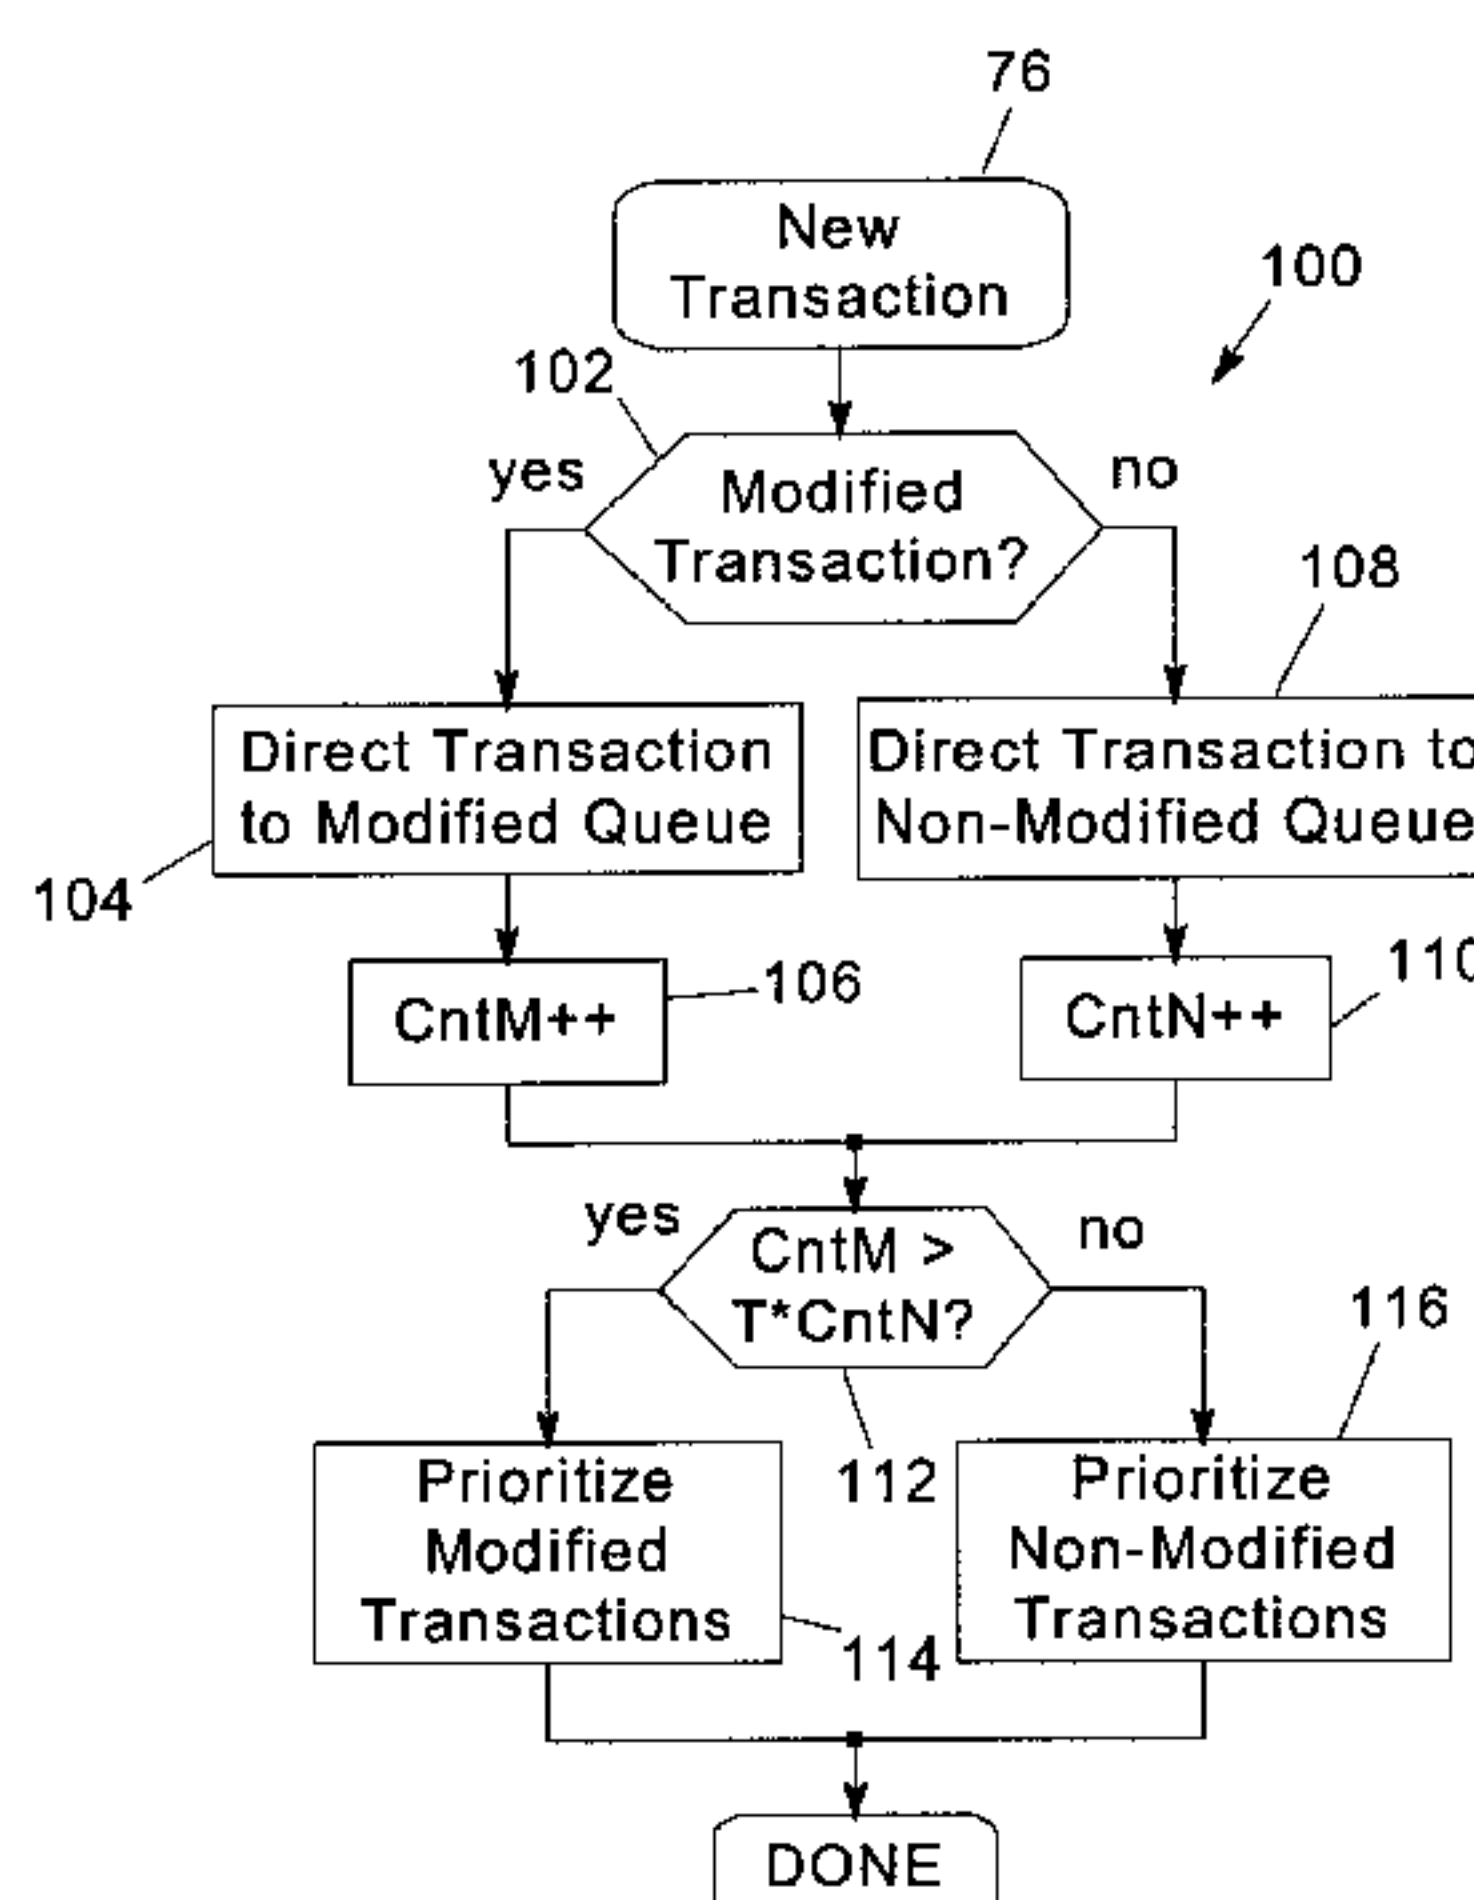 76
New
Transaction
100
102
yes
no
Modified
Transaction?
108
Direct Transaction
to Modified Queue
Direct Transaction to
Non-Modified Queue
104
106
110
CntM++
CntN++
yes
no
CntM >
T*CntN?
116
112
Prioritize
Modified
Transactions
Prioritize
Non-Modified
Transactions
114
DONE